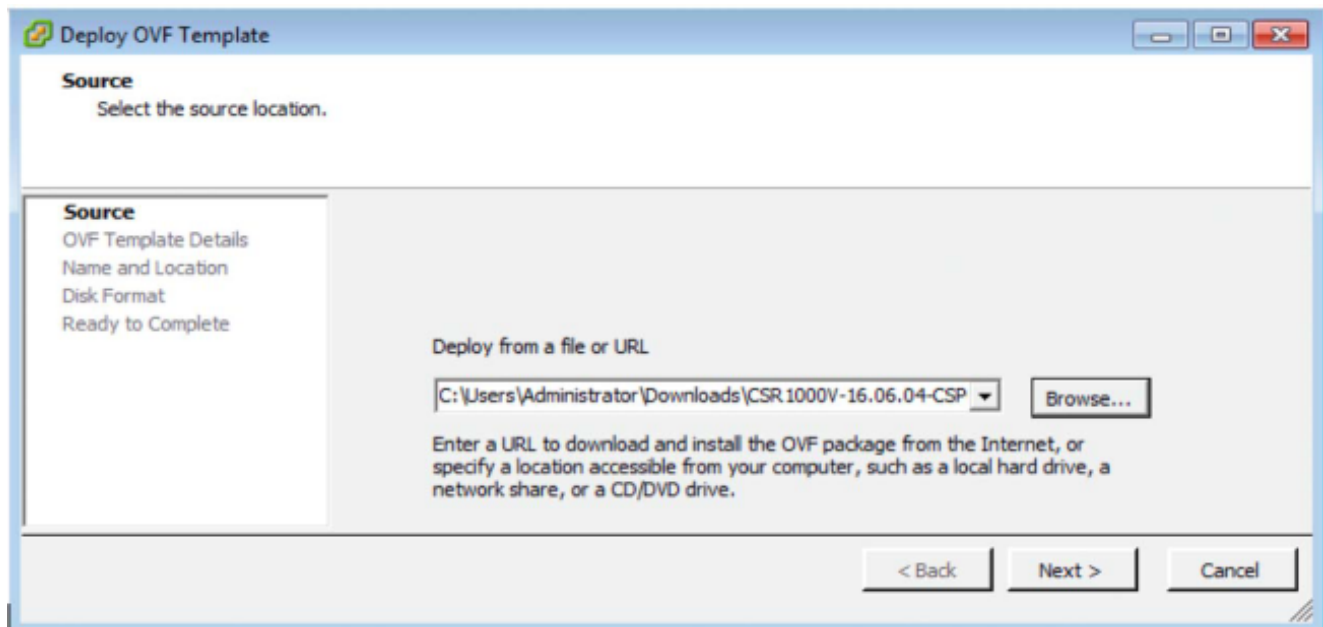 Deploy OVF Template
Source
Select the source location.
Source
OVF Template Details
Name and Location
Disk Format
Ready to Complete
Deploy from a file or URL
C:\Users\Administrator\Downloads\CSR1000V-16.06.04-CSP
Browse...
Enter a URL to download and install the OVF package from the Internet, or
specify a location accessible from your computer, such as a local hard drive, a
network share, or a CD/DVD drive.
< Back Next > Cancel